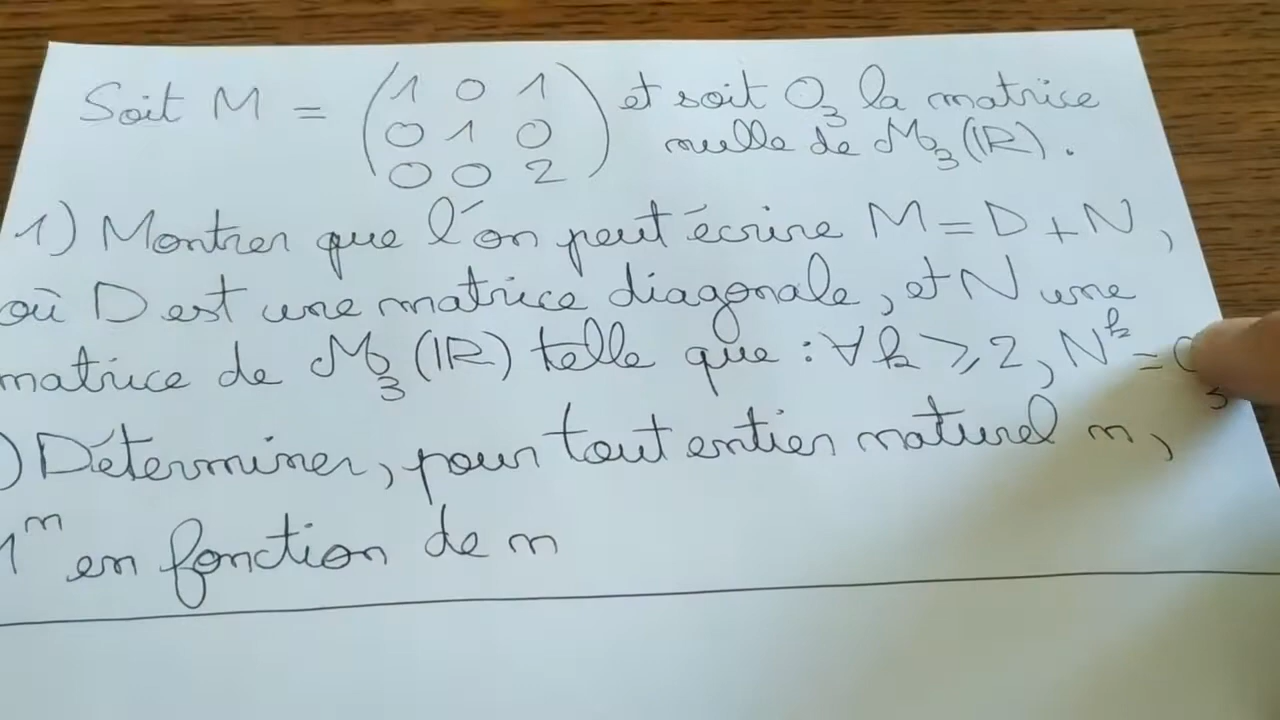 Soit M = (1 0 1 et soit O3 la matrice
0 1 0 nulle de M3(IR).
0 0 2)
1) Montrer que l'on peut écrire M = D + N,
où D est une matrice diagonale, et N une
matrice de M3(IR) telle que : ∀k ≥ 2, N^k =
) Déterminer, pour tout entier naturel n,
en fonction de n